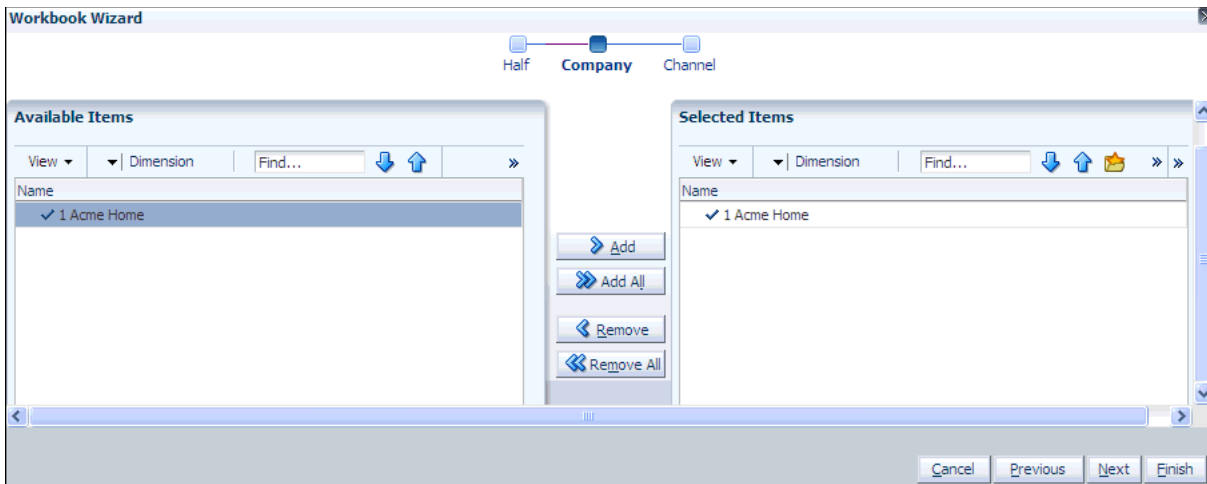 Workbook Wizard
Half Company Channel
Available Items
View Dimension Find...
Name
1 Acme Home
Add
Add All
Remove
Remove All
Selected Items
View Dimension Find...
Name
1 Acme Home
Cancel Previous Next Finish